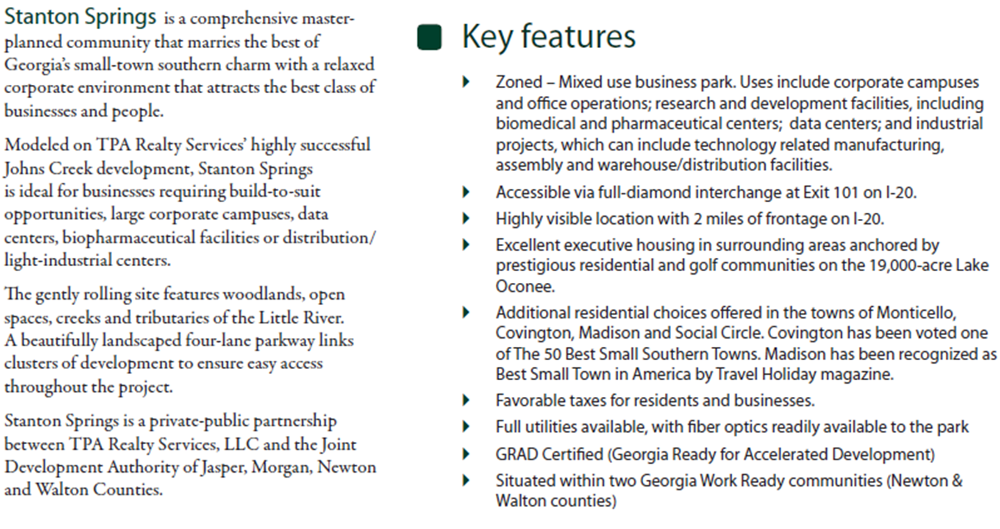 Stanton Springs is a comprehensive master-
planned community that marries the best of
Georgia's small-town southern charm with a relaxed
corporate environment that attracts the best class of
businesses and people.
Modeled on TPA Realty Services' highly successful
Johns Creek development, Stanton Springs
is ideal for businesses requiring build-to-suit
opportunities, large corporate campuses, data
centers, biopharmaceutical facilities or distribution/
light-industrial centers.
The gently rolling site features woodlands, open
spaces, creeks and tributaries of the Little River.
A beautifully landscaped four-lane parkway links
clusters of development to ensure easy access
throughout the project.
Stanton Springs is a private-public partnership
between TPA Realty Services, LLC and the Joint
Development Authority of Jasper, Morgan, Newton
and Walton Counties.
Key features
Zoned – Mixed use business park. Uses include corporate campuses
and office operations; research and development facilities, including
biomedical and pharmaceutical centers; data centers; and industrial
projects, which can include technology related manufacturing,
assembly and warehouse/distribution facilities.
Accessible via full-diamond interchange at Exit 101 on I-20.
Highly visible location with 2 miles of frontage on I-20.
Excellent executive housing in surrounding areas anchored by
prestigious residential and golf communities on the 19,000-acre Lake
Oconee.
Additional residential choices offered in the towns of Monticello,
Covington, Madison and Social Circle. Covington has been voted one
of The 50 Best Small Southern Towns. Madison has been recognized as
Best Small Town in America by Travel Holiday magazine.
Favorable taxes for residents and businesses.
Full utilities available, with fiber optics readily available to the park
GRAD Certified (Georgia Ready for Accelerated Development)
Situated within two Georgia Work Ready communities (Newton &
Walton counties)